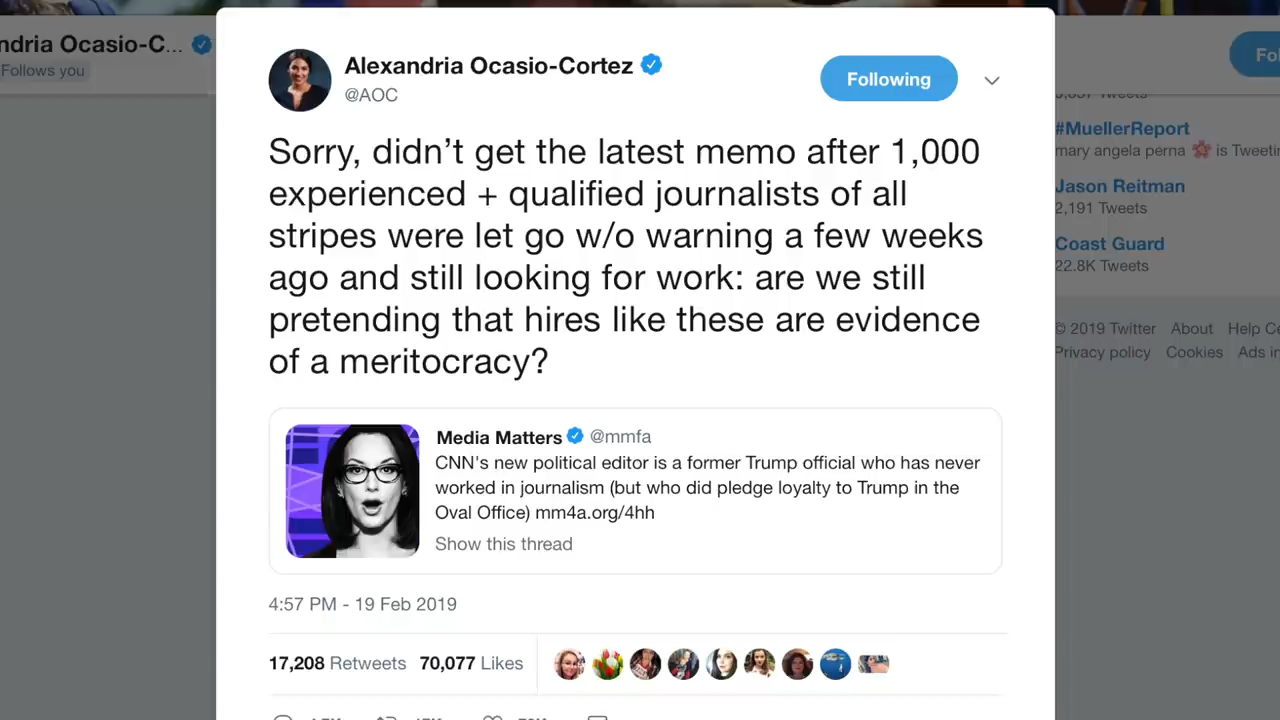 ndria Ocasio-C...
Follows you
Alexandria Ocasio-Cortez
@AOC
Following
Sorry, didn’t get the latest memo after 1,000
experienced + qualified journalists of all
stripes were let go w/o warning a few weeks
ago and still looking for work: are we still
pretending that hires like these are evidence
of a meritocracy?
Media Matters @mmfa
CNN's new political editor is a former Trump official who has never
worked in journalism (but who did pledge loyalty to Trump in the
Oval Office) mm4a.org/4hh
Show this thread
4:57 PM - 19 Feb 2019
17,208 Retweets 70,077 Likes
Fol
Tweets
#MuellerReport
mary angela perna is Tweeti
Jason Reitman
2,191 Tweets
Coast Guard
22.8K Tweets
© 2019 Twitter About Help Ce
Privacy policy Cookies Ads in